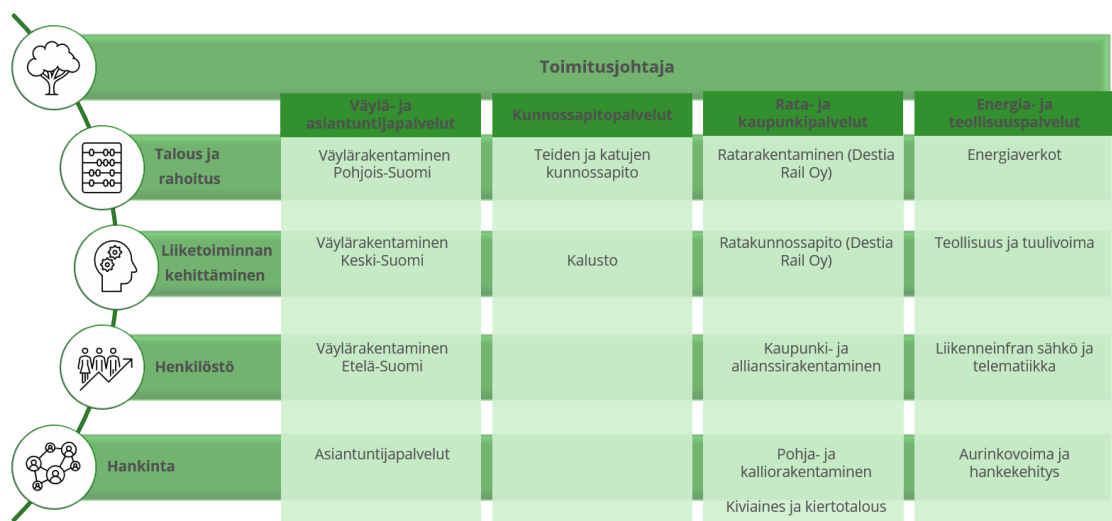 Toimitusjohtaja
Väylä- ja
asiantuntijapalvelut
Kunnossapitopalvelut
Rata- ja
kaupunkipalvelut
Energia- ja
teollisuuspalvelut
Talous ja
rahoitus
Väylärakentaminen
Pohjois-Suomi
Teiden ja katujen
kunnossapito
Ratarakentaminen (Destia
Rail Oy)
Energiaverkot
Liiketoiminnan
kehittäminen
Väylärakentaminen
Keski-Suomi
Kalusto
Ratakunnossapito (Destia
Rail Oy)
Teollisuus ja tuulivoima
Henkilöstö
Väylärakentaminen
Etelä-Suomi
Kaupunki- ja
allianssirakentaminen
Liikenneinfran sähkö ja
telematiikka
Hankinta
Asiantuntijapalvelut
Pohja- ja
kalliorakentaminen
Kiviaines ja kiertotalous
Aurinkovoima ja
hankekehitys